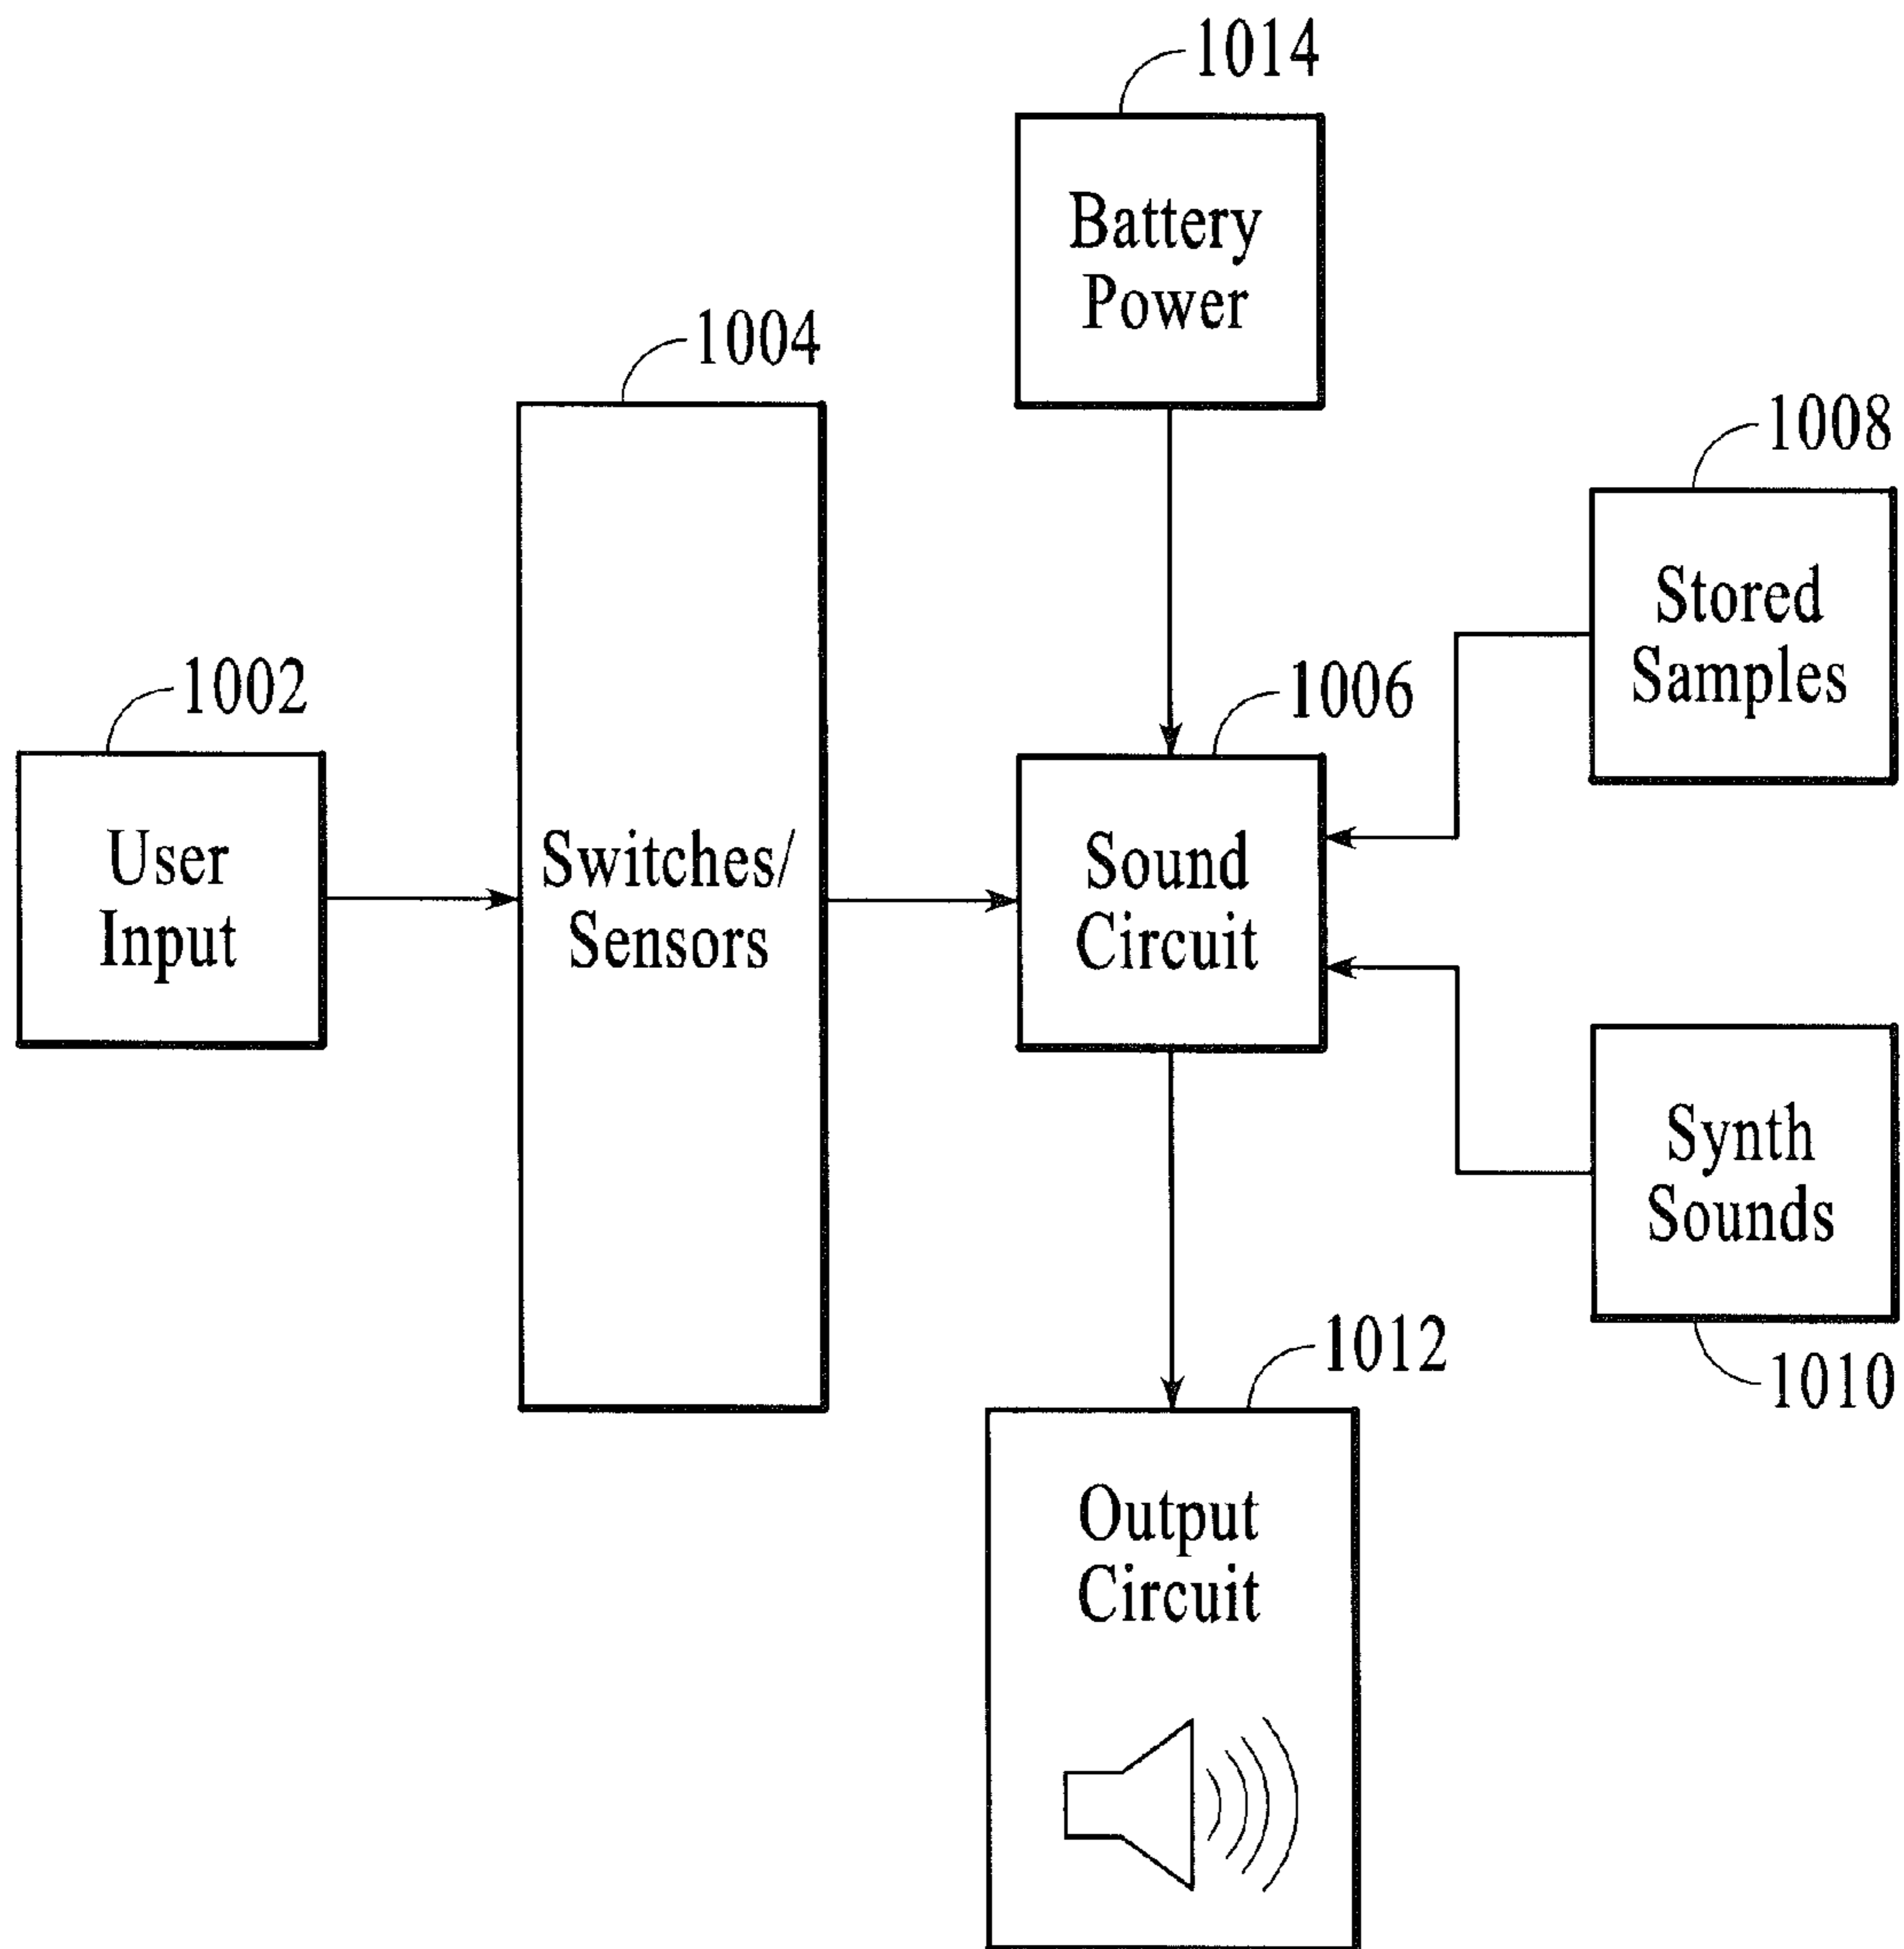 1014
Battery
Power
1004
1008
Stored
Samples
1002
1006
User
Input
Switches/
Sensors
Sound
Circuit
Synth
Sounds
1012
1010
Output
Circuit